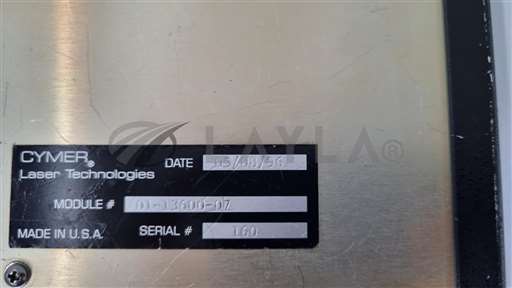 CYMER®
Laser Technologies
DATE
MODULE # 01-13600-07
MADE IN U.S.A. SERIAL # 160
LAYLA®